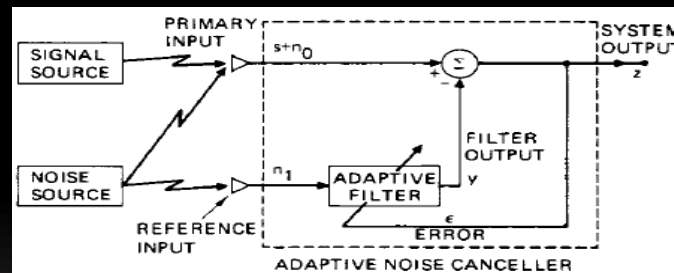 PRIMARY
INPUT
SIGNAL
SOURCE
s+n₀
+
−
Σ
SYSTEM
OUTPUT
z
FILTER
OUTPUT
NOISE
SOURCE
n₁
ADAPTIVE
FILTER
y
REFERENCE
INPUT
ε
ERROR
ADAPTIVE NOISE CANCELLER